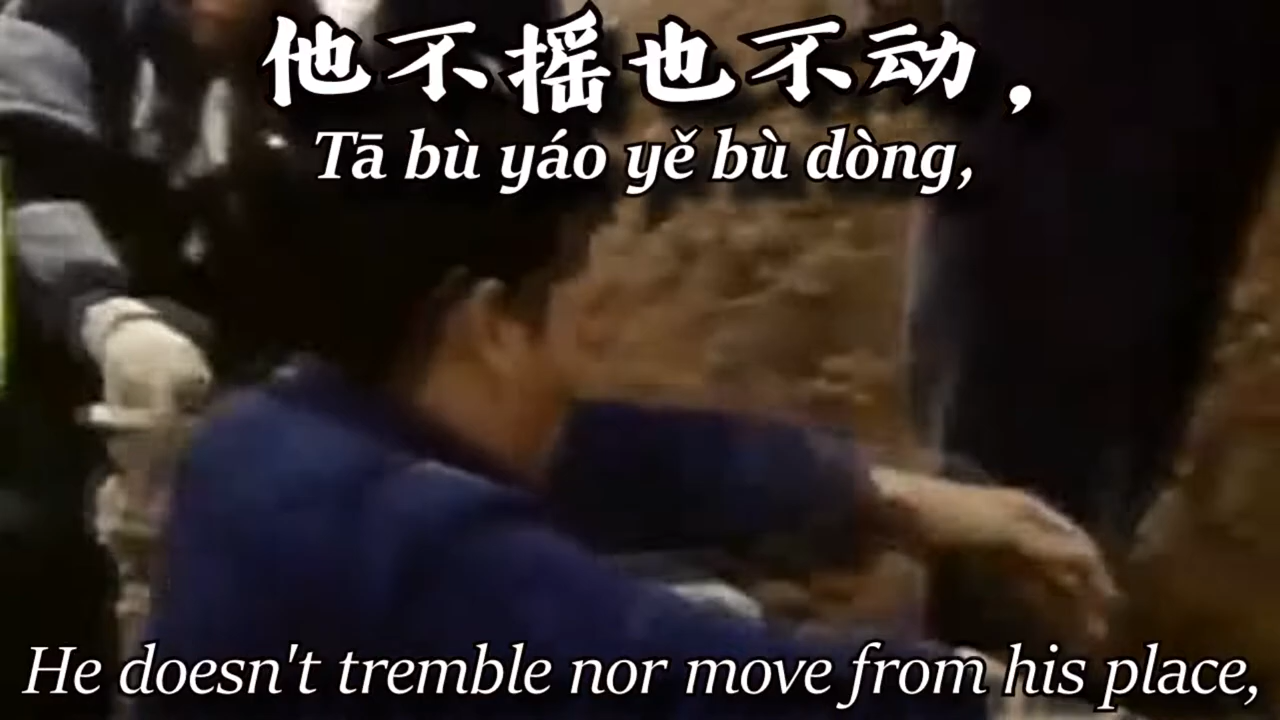 他不摇也不动，
Tā bù yáo yě bù dòng,
He doesn't tremble nor move from his place,